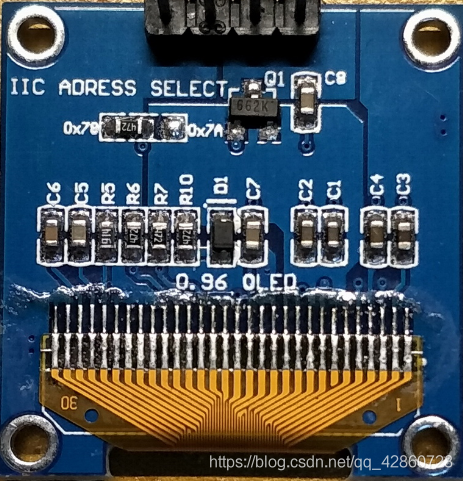 IIC ADRESS SELECT Q1 C8
662K
0x78 472 0x7A
C6 C5 R5 R6 R7 R10 D1 C7 C2 C1 C4 C3
0.96 OLED
30 1
https://blog.csdn.net/qq_42860728